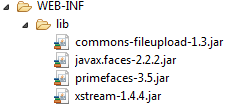 WEB-INF
lib
commons-fileupload-1.3.jar
javax.faces-2.2.2.jar
primefaces-3.5.jar
xstream-1.4.4.jar